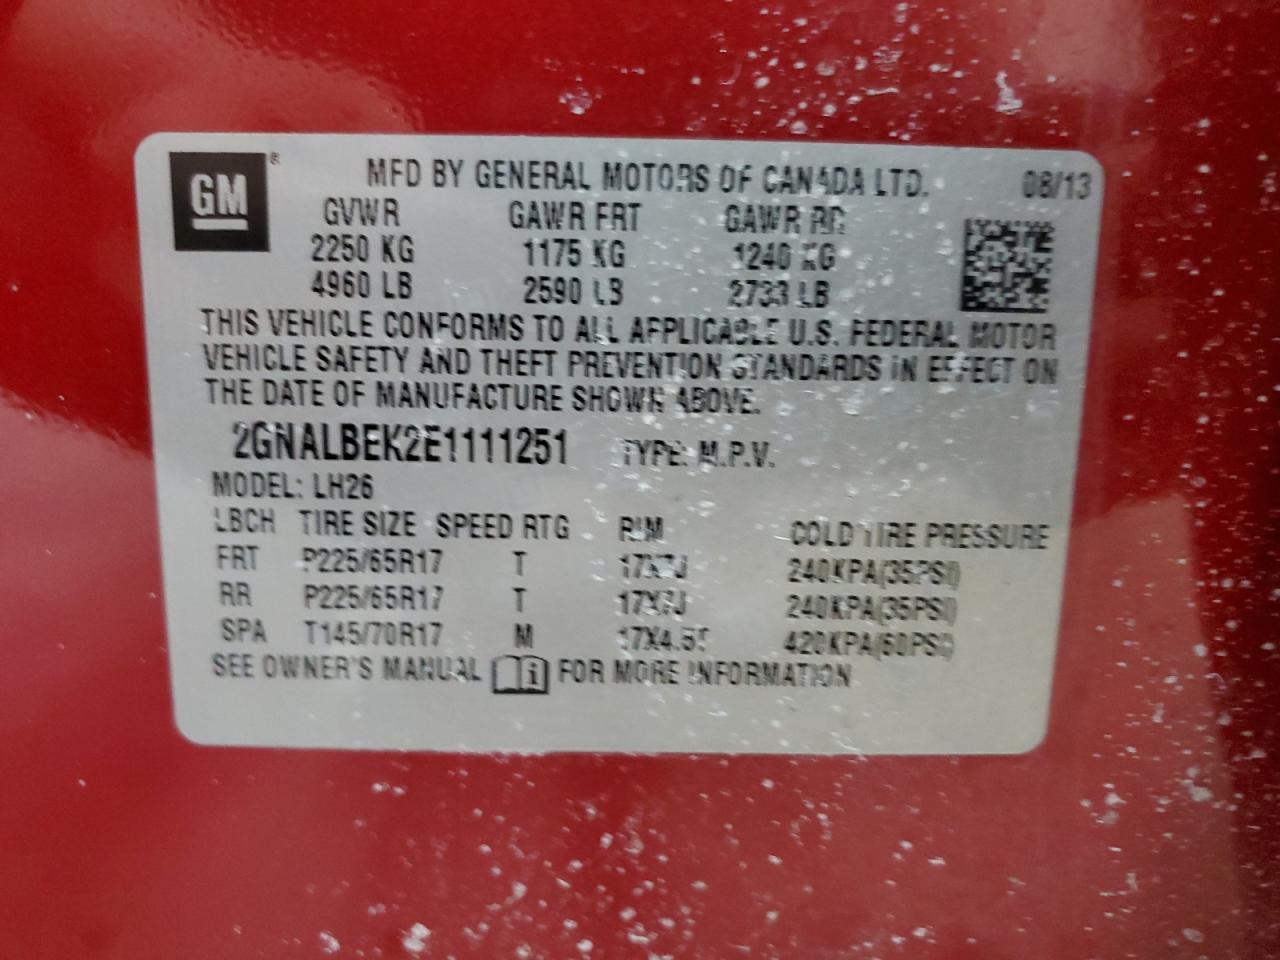 GM® MFD BY GENERAL MOTORS OF CANADA LTD. 08/13
GVWR GAWR FRT GAWR RR
2250 KG 1175 KG 1240 KG
4960 LB 2590 LB 2733 LB
THIS VEHICLE CONFORMS TO ALL APPLICABLE U.S. FEDERAL MOTOR
VEHICLE SAFETY AND THEFT PREVENTION STANDARDS IN EFFECT ON
THE DATE OF MANUFACTURE SHOWN ABOVE.
2GNALBEK2E1111251 TYPE: M.P.V.
MODEL: LH26
LBCH TIRE SIZE SPEED RTG RIM COLD TIRE PRESSURE
FRT P225/65R17 T 17X7J 240KPA(35PSI)
RR P225/65R17 T 17X7J 240KPA(35PSI)
SPA T145/70R17 M 420KPA(60PSI)
SEE OWNER'S MANUAL FOR MORE INFORMATION